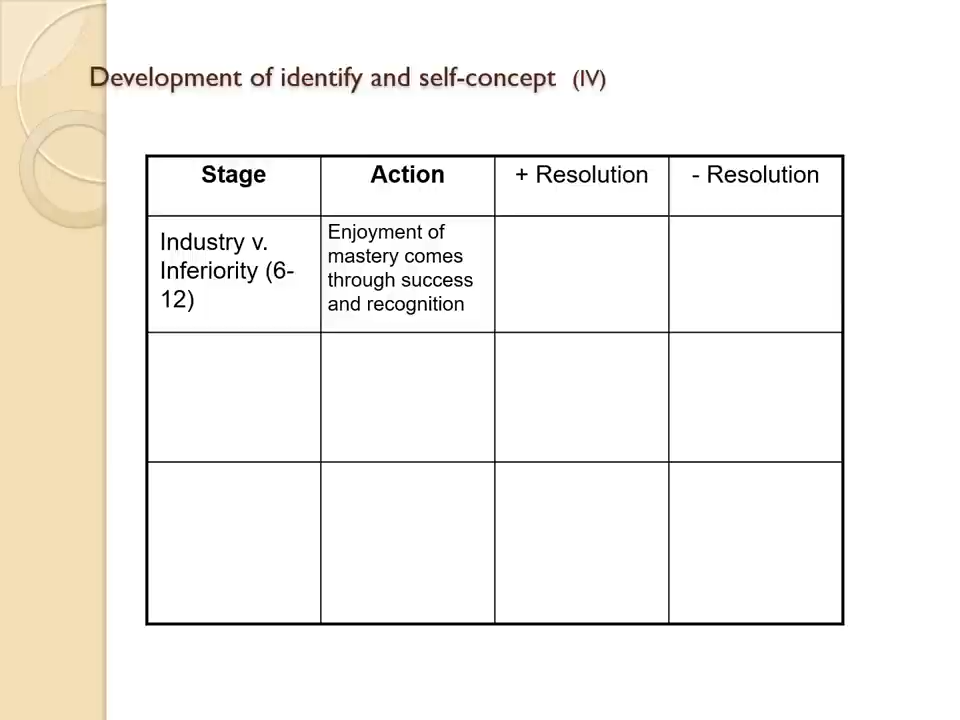 Development of identify and self-concept (IV)
Stage Action + Resolution - Resolution
Industry v.
Inferiority (6-
12)
Enjoyment of
mastery comes
through success
and recognition